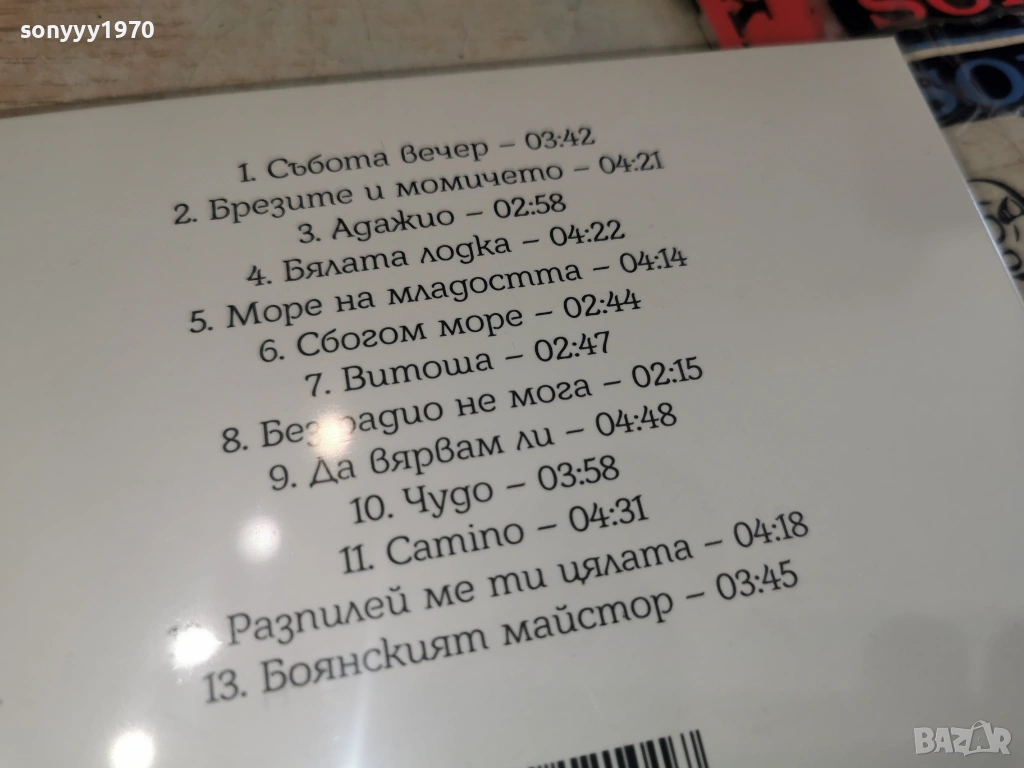 sonyyy1970
1. Събота вечер – 03:42
2. Брезите и момичето – 04:21
3. Адажио – 02:58
4. Бялата лодка – 04:22
5. Море на младостта – 04:14
6. Сбогом море – 02:44
7. Витоша – 02:47
8. Без радио не мога – 02:15
9. Да вярвам ли – 04:48
10. Чудо – 03:58
11. Camino – 04:31
Разпилей ме ти цялата – 04:18
13. Боянският майстор – 03:45
BAZAR